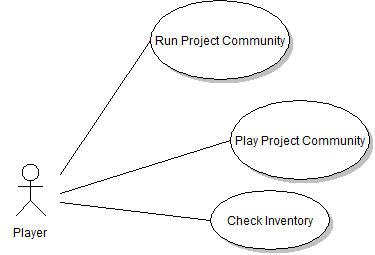 Run Project Community
Play Project Community
Check Inventory
Player